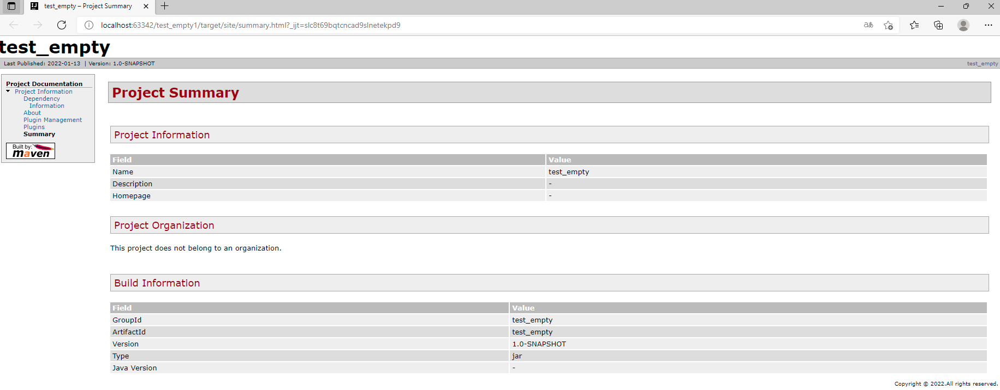 test_empty – Project Summary
localhost:63342/test_empty1/target/site/summary.html?_ijt=slc8t69bqtcncad9slnetekpd9
test_empty
Last Published: 2022-01-13 | Version: 1.0-SNAPSHOT
test_empty
Project Documentation
Project Information
Dependency
Information
About
Plugin Management
Plugins
Summary
Built by:
maven
Project Summary
Project Information
Field Value
Name test_empty
Description -
Homepage -
Project Organization
This project does not belong to an organization.
Build Information
Field Value
GroupId test_empty
ArtifactId test_empty
Version 1.0-SNAPSHOT
Type jar
Java Version -
Copyright © 2022.All rights reserved.